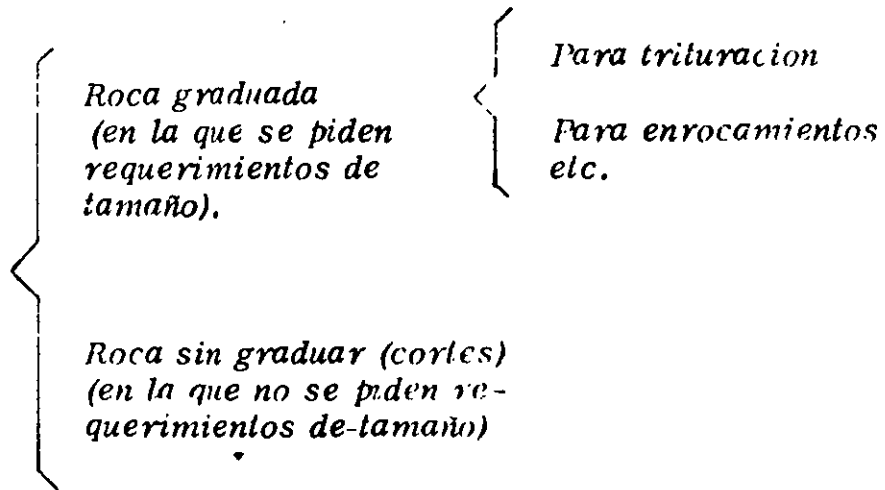 Roca graduada
(en la que se piden
requerimientos de
tamaño).
Para trituracion
Para enrocamientos
etc.
Roca sin graduar (cortes)
(en la que no se piden re-
querimientos de-tamaño)